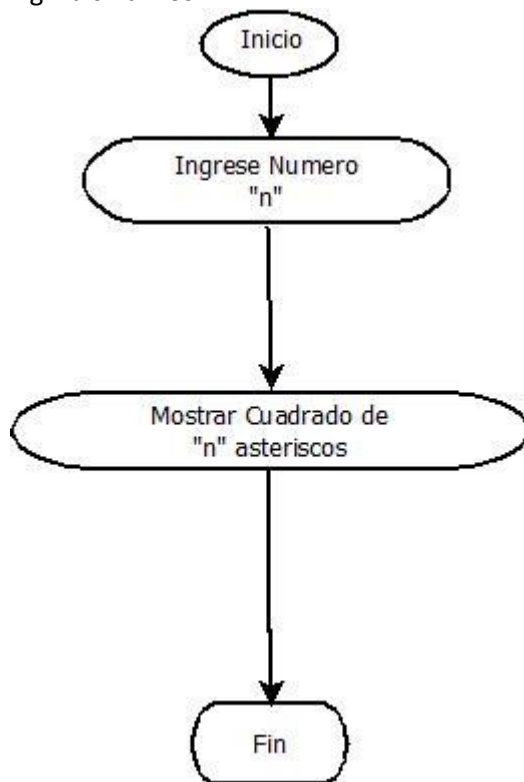 Inicio
Ingrese Numero
"n"
Mostrar Cuadrado de
"n" asteriscos
Fin